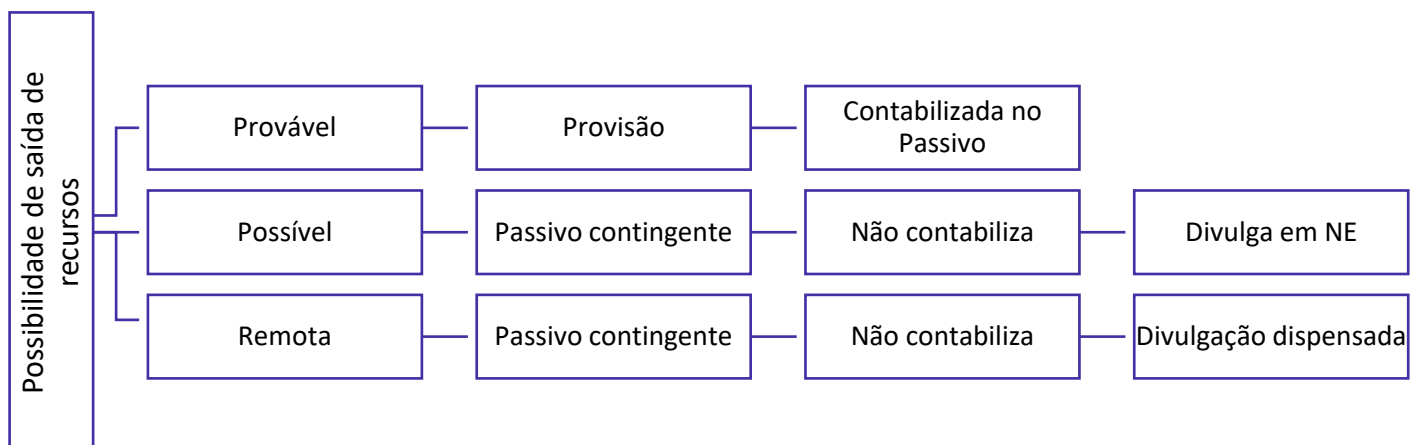 Possibilidade de saída de
recursos
Provável
Provisão
Contabilizada no
Passivo
Possível
Passivo contingente
Não contabiliza
Divulga em NE
Remota
Passivo contingente
Não contabiliza
Divulgação dispensada